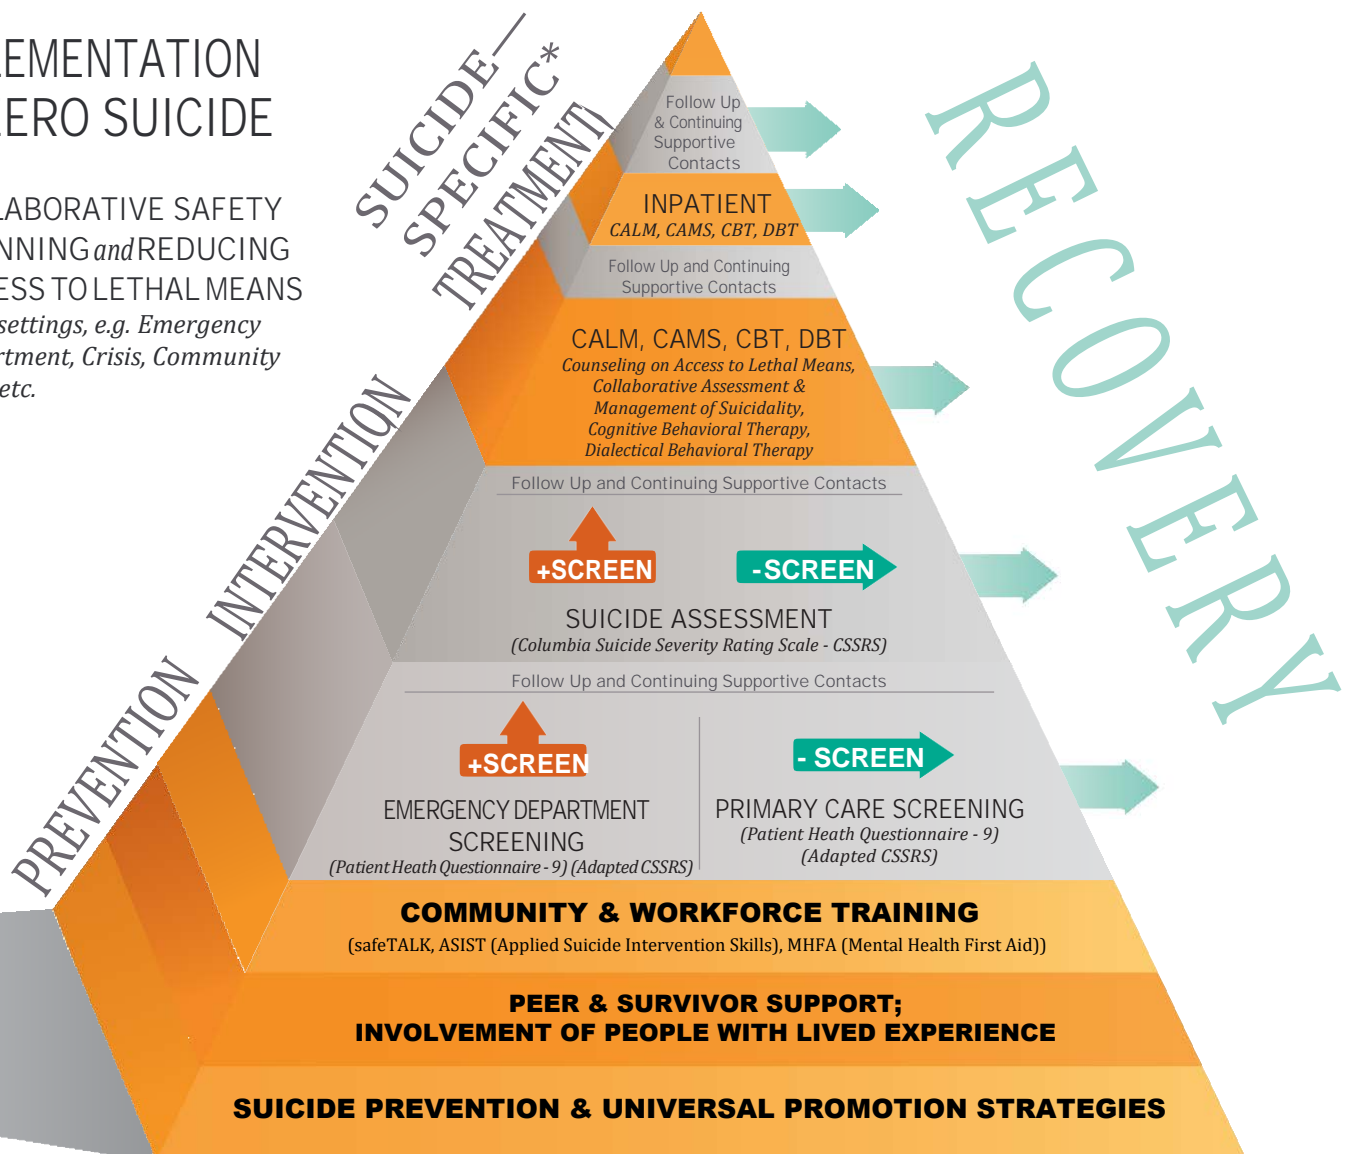 LEMENTATION
ERO SUICIDE
LABORATIVE SAFETY
NNING and REDUCING
ESS TO LETHAL MEANS
settings, e.g. Emergency
rtment, Crisis, Community
etc.
SUICIDE—
SPECIFIC*
TREATMENT
INTERVENTION
PREVENTION
RECOVERY
Follow Up
& Continuing
Supportive
Contacts
INPATIENT
CALM, CAMS, CBT, DBT
Follow Up and Continuing
Supportive Contacts
CALM, CAMS, CBT, DBT
Counseling on Access to Lethal Means,
Collaborative Assessment &
Management of Suicidality,
Cognitive Behavioral Therapy,
Dialectical Behavioral Therapy
Follow Up and Continuing Supportive Contacts
+SCREEN
-SCREEN
SUICIDE ASSESSMENT
(Columbia Suicide Severity Rating Scale - CSSRS)
Follow Up and Continuing Supportive Contacts
+SCREEN
- SCREEN
EMERGENCY DEPARTMENT
SCREENING
(Patient Heath Questionnaire - 9) (Adapted CSSRS)
PRIMARY CARE SCREENING
(Patient Heath Questionnaire - 9)
(Adapted CSSRS)
COMMUNITY & WORKFORCE TRAINING
(safeTALK, ASIST (Applied Suicide Intervention Skills), MHFA (Mental Health First Aid))
PEER & SURVIVOR SUPPORT;
INVOLVEMENT OF PEOPLE WITH LIVED EXPERIENCE
SUICIDE PREVENTION & UNIVERSAL PROMOTION STRATEGIES